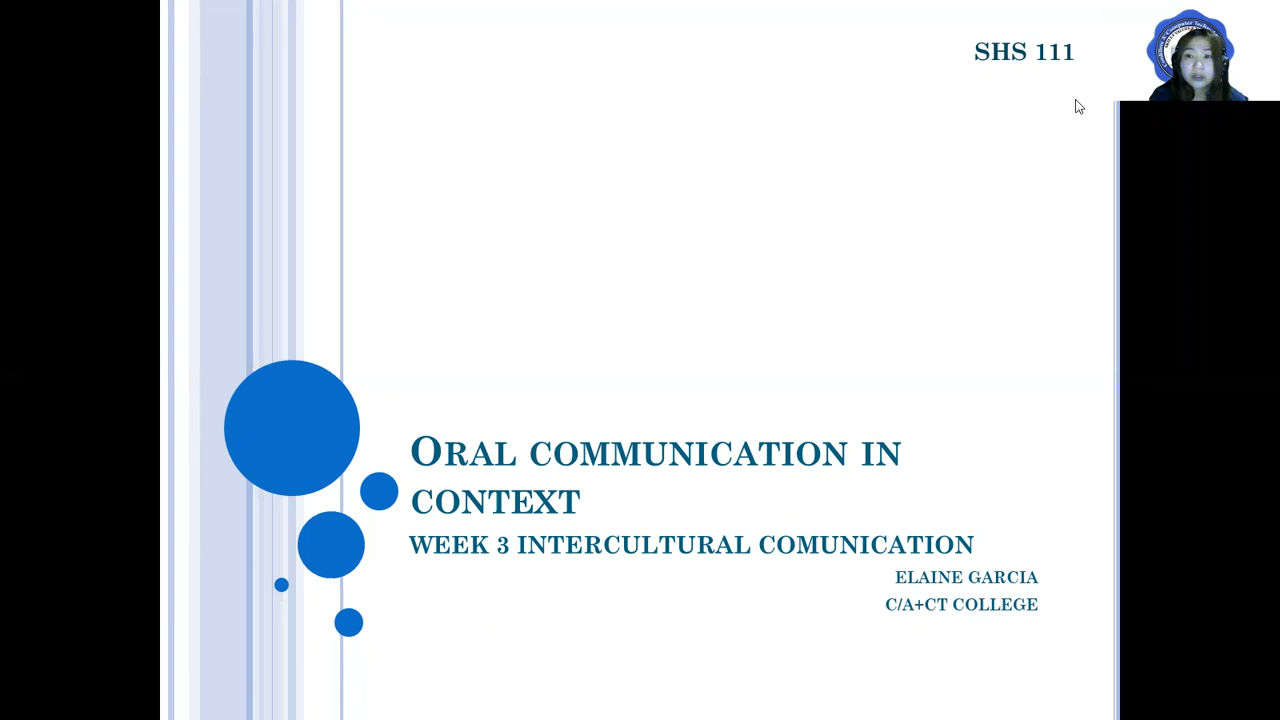 SHS 111
ORAL COMMUNICATION IN
CONTEXT
WEEK 3 INTERCULTURAL COMUNICATION
ELAINE GARCIA
C/A+CT COLLEGE